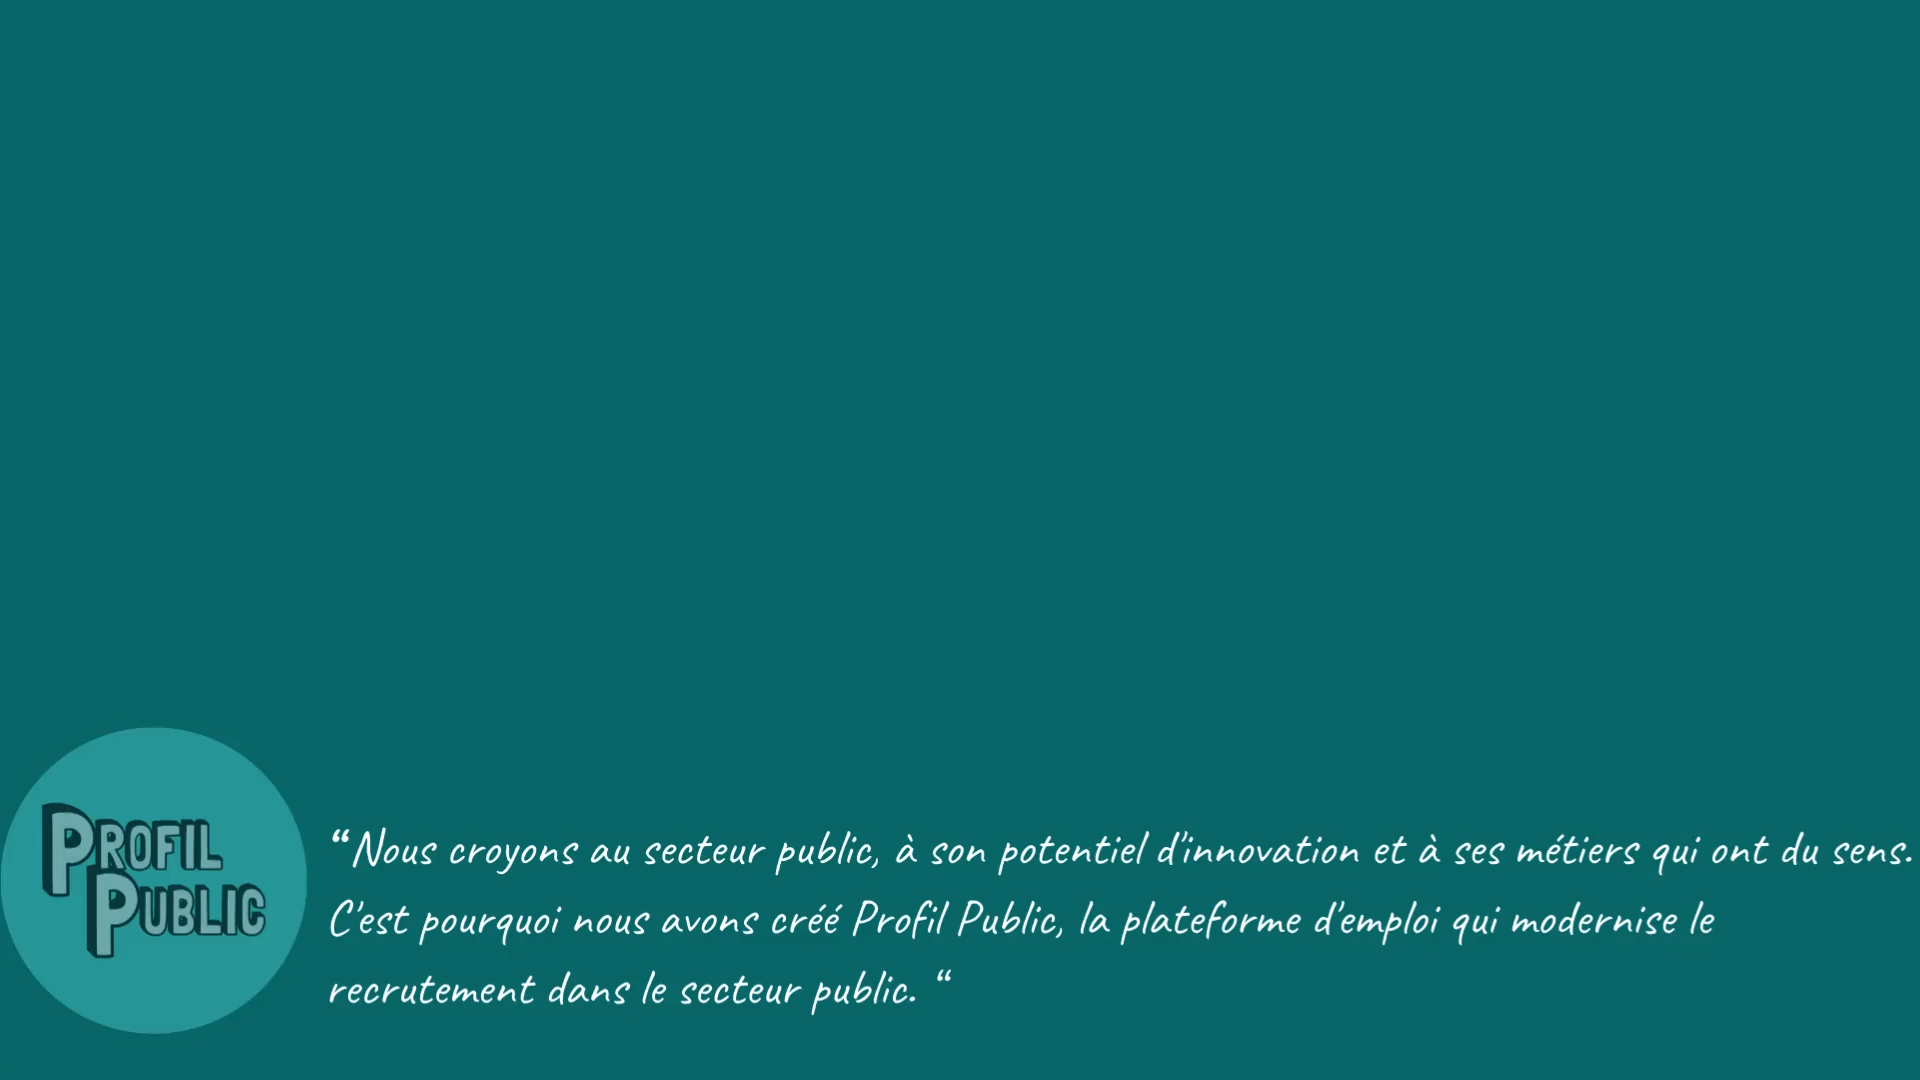 PROFIL
PUBLIC
“Nous croyons au secteur public, à son potentiel d'innovation et à ses métiers qui ont du sens.
C'est pourquoi nous avons créé Profil Public, la plateforme d'emploi qui modernise le
recrutement dans le secteur public. “